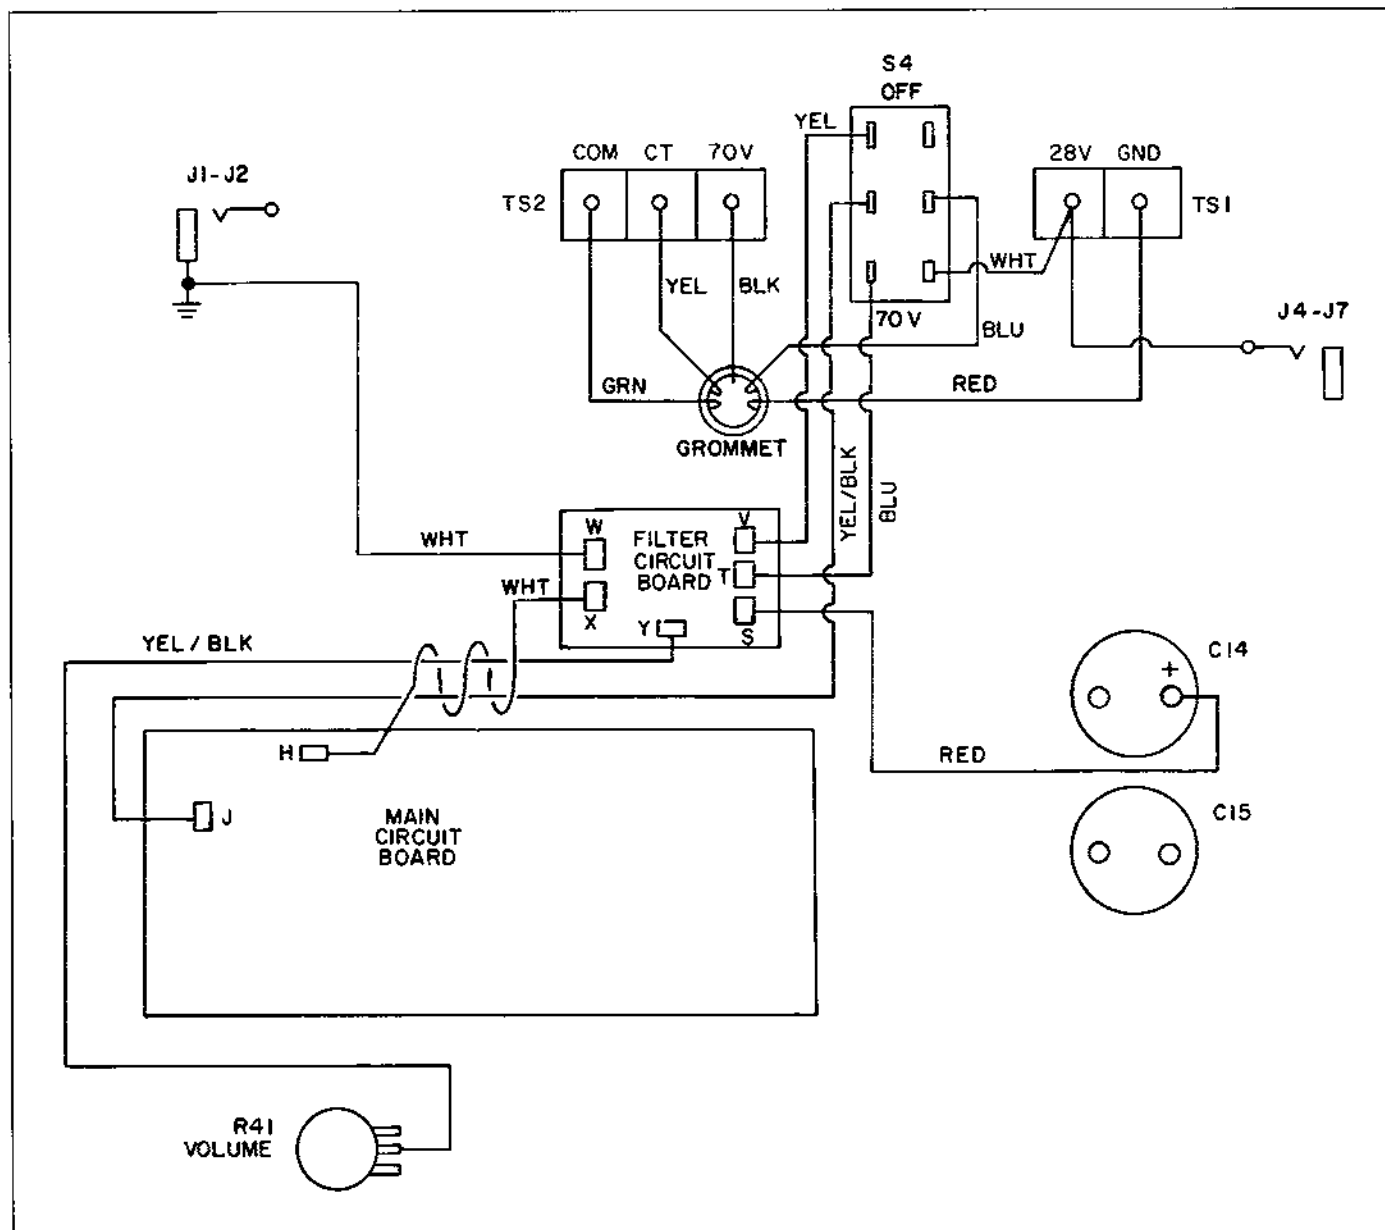 S4
OFF
YEL
COM CT 70V
28V GND
J1-J2
TS2
TS1
WHT
YEL BLK
70V
BLU
J4-J7
GRN
RED
GROMMET
YEL/BLK
BLU
WHT
W
FILTER
CIRCUIT
BOARD
V
T
WHT
X
Y
S
YEL/BLK
C14
+
H
RED
J
MAIN
CIRCUIT
BOARD
C15
R41
VOLUME